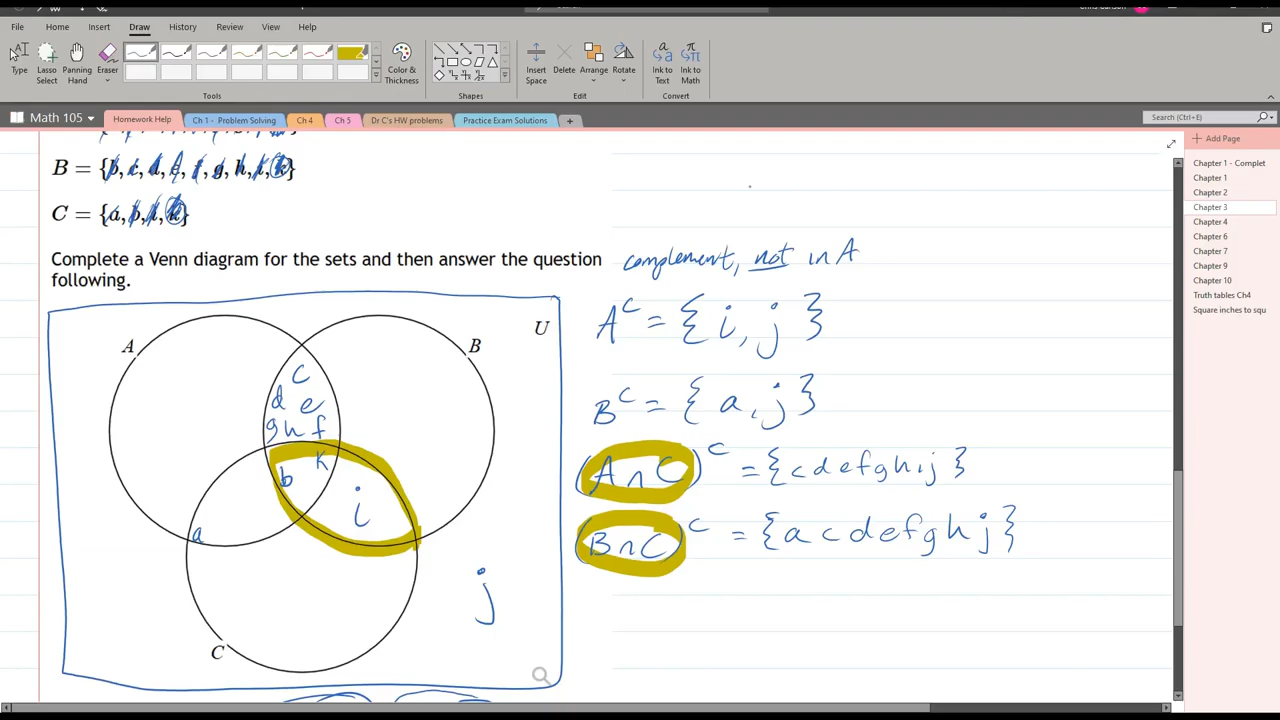 File Home Insert Draw View History Review View Help
Type Lasso Select Panning Hand Eraser Color & Thickness Insert Space Delete Arrange Rotate Ink to Text Ink to Math
Tools Shapes Edit Convert
Math 105 Homework Help Ch 1 - Problem Solving Ch 4 Ch 5 Dr C's HW problems Practice Exam Solutions + Search (Ctrl+E)
Add Page
Chapter 1 - Complet
Chapter 1
Chapter 2
Chapter 3
Chapter 4
Chapter 6
Chapter 7
Chapter 9
Chapter 10
Truth tables Ch4
Square inches to squ
B = {b, c, d, e, f, g, h, i, k}
C = {a, b, i, k}
Complete a Venn diagram for the sets and then answer the question
following.
complement, not in A
A^C = { i, j }
B^C = { a, j }
(A∩C)^C = {c d e f g h i j }
(B∩C)^C = {a c d e f g h j }
U
A B
c
d e
g h f
k
b
i
a
j
C